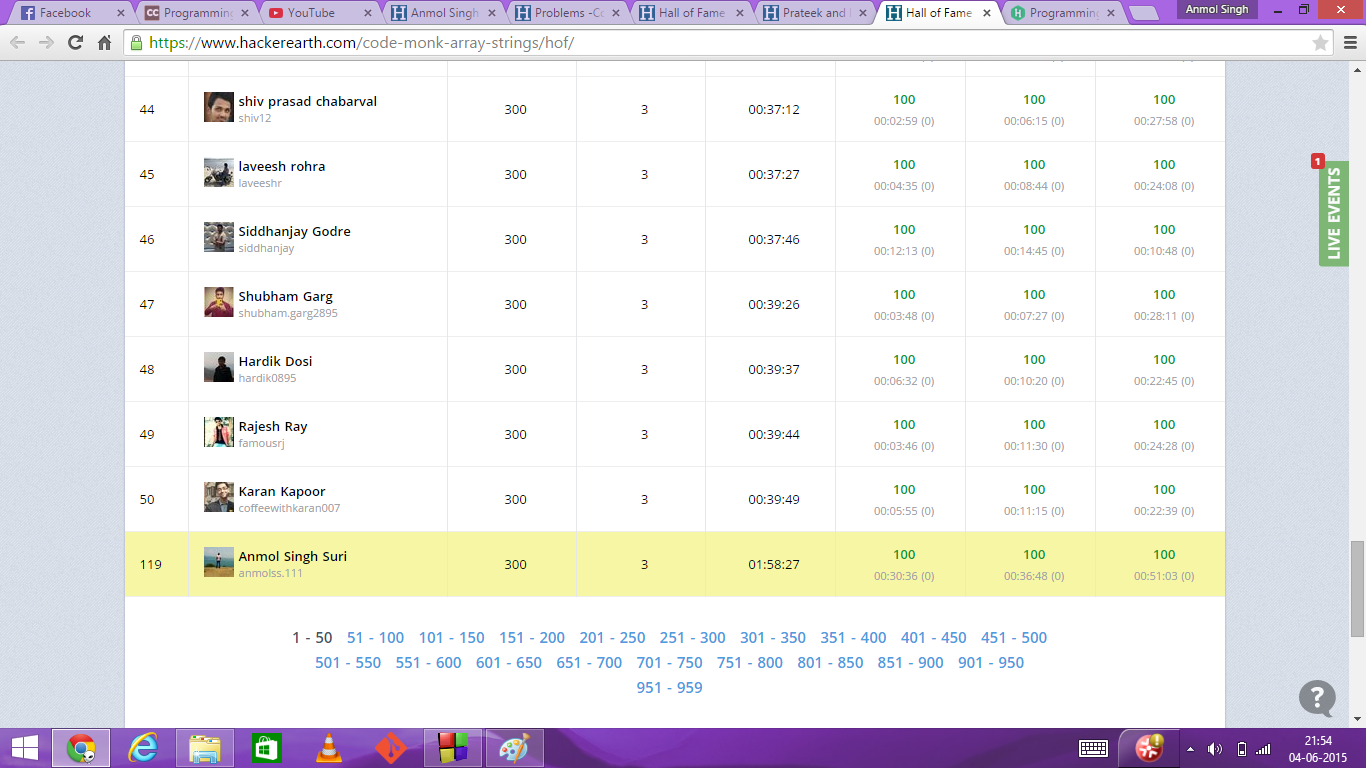 Facebook
Programming
YouTube
Anmol Singh
Problems -Co
Hall of Fame
Prateek and
Hall of Fame
Programming
Anmol Singh
https://www.hackerearth.com/code-monk-array-strings/hof/
44 shiv prasad chabarval 300 3 00:37:12 100 100 100
shiv12 00:02:59 (0) 00:06:15 (0) 00:27:58 (0)
45 laveesh rohra 300 3 00:37:27 100 100 100
laveeshr 00:04:35 (0) 00:08:44 (0) 00:24:08 (0)
46 Siddhanjay Godre 300 3 00:37:46 100 100 100
siddhanjay 00:12:13 (0) 00:14:45 (0) 00:10:48 (0)
47 Shubham Garg 300 3 00:39:26 100 100 100
shubham.garg2895 00:03:48 (0) 00:07:27 (0) 00:28:11 (0)
48 Hardik Dosi 300 3 00:39:37 100 100 100
hardik0895 00:06:32 (0) 00:10:20 (0) 00:22:45 (0)
49 Rajesh Ray 300 3 00:39:44 100 100 100
famousrj 00:03:46 (0) 00:11:30 (0) 00:24:28 (0)
50 Karan Kapoor 300 3 00:39:49 100 100 100
coffeewithkaran007 00:05:55 (0) 00:11:15 (0) 00:22:39 (0)
119 Anmol Singh Suri 300 3 01:58:27 100 100 100
anmolss.111 00:30:36 (0) 00:36:48 (0) 00:51:03 (0)
1 - 50 51 - 100 101 - 150 151 - 200 201 - 250 251 - 300 301 - 350 351 - 400 401 - 450 451 - 500
501 - 550 551 - 600 601 - 650 651 - 700 701 - 750 751 - 800 801 - 850 851 - 900 901 - 950
951 - 959
1
LIVE EVENTS
?
21:54
04-06-2015